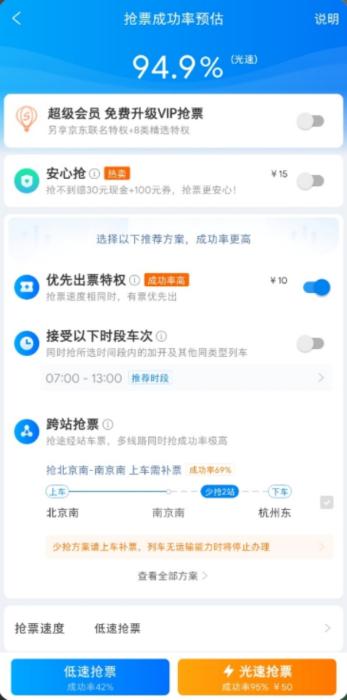 抢票成功率预估
说明
94.9% (光速)
超级会员 免费升级VIP抢票
另享京东联名特权+8类精选特权
安心抢 热卖 ¥15
抢不到赔30元现金+100元券，抢票更安心！
选择以下推荐方案，成功率更高
优先出票特权 成功率高 ¥10
抢票速度相同时，有票优先出
接受以下时段车次
同时抢所选时间段内的加开及其他同类型列车
07:00 - 13:00 推荐时段
跨站抢票
抢途经站车票，多线路同时抢成功率极高
抢北京南-南京南 上车需补票 成功率69%
上车 少抢2站 下车
北京南 南京南 杭州东
少抢方案请上车补票，列车无运输能力时将停止办理
查看全部方案
抢票速度 低速抢票
低速抢票
成功率42%
光速抢票
成功率95% ¥50